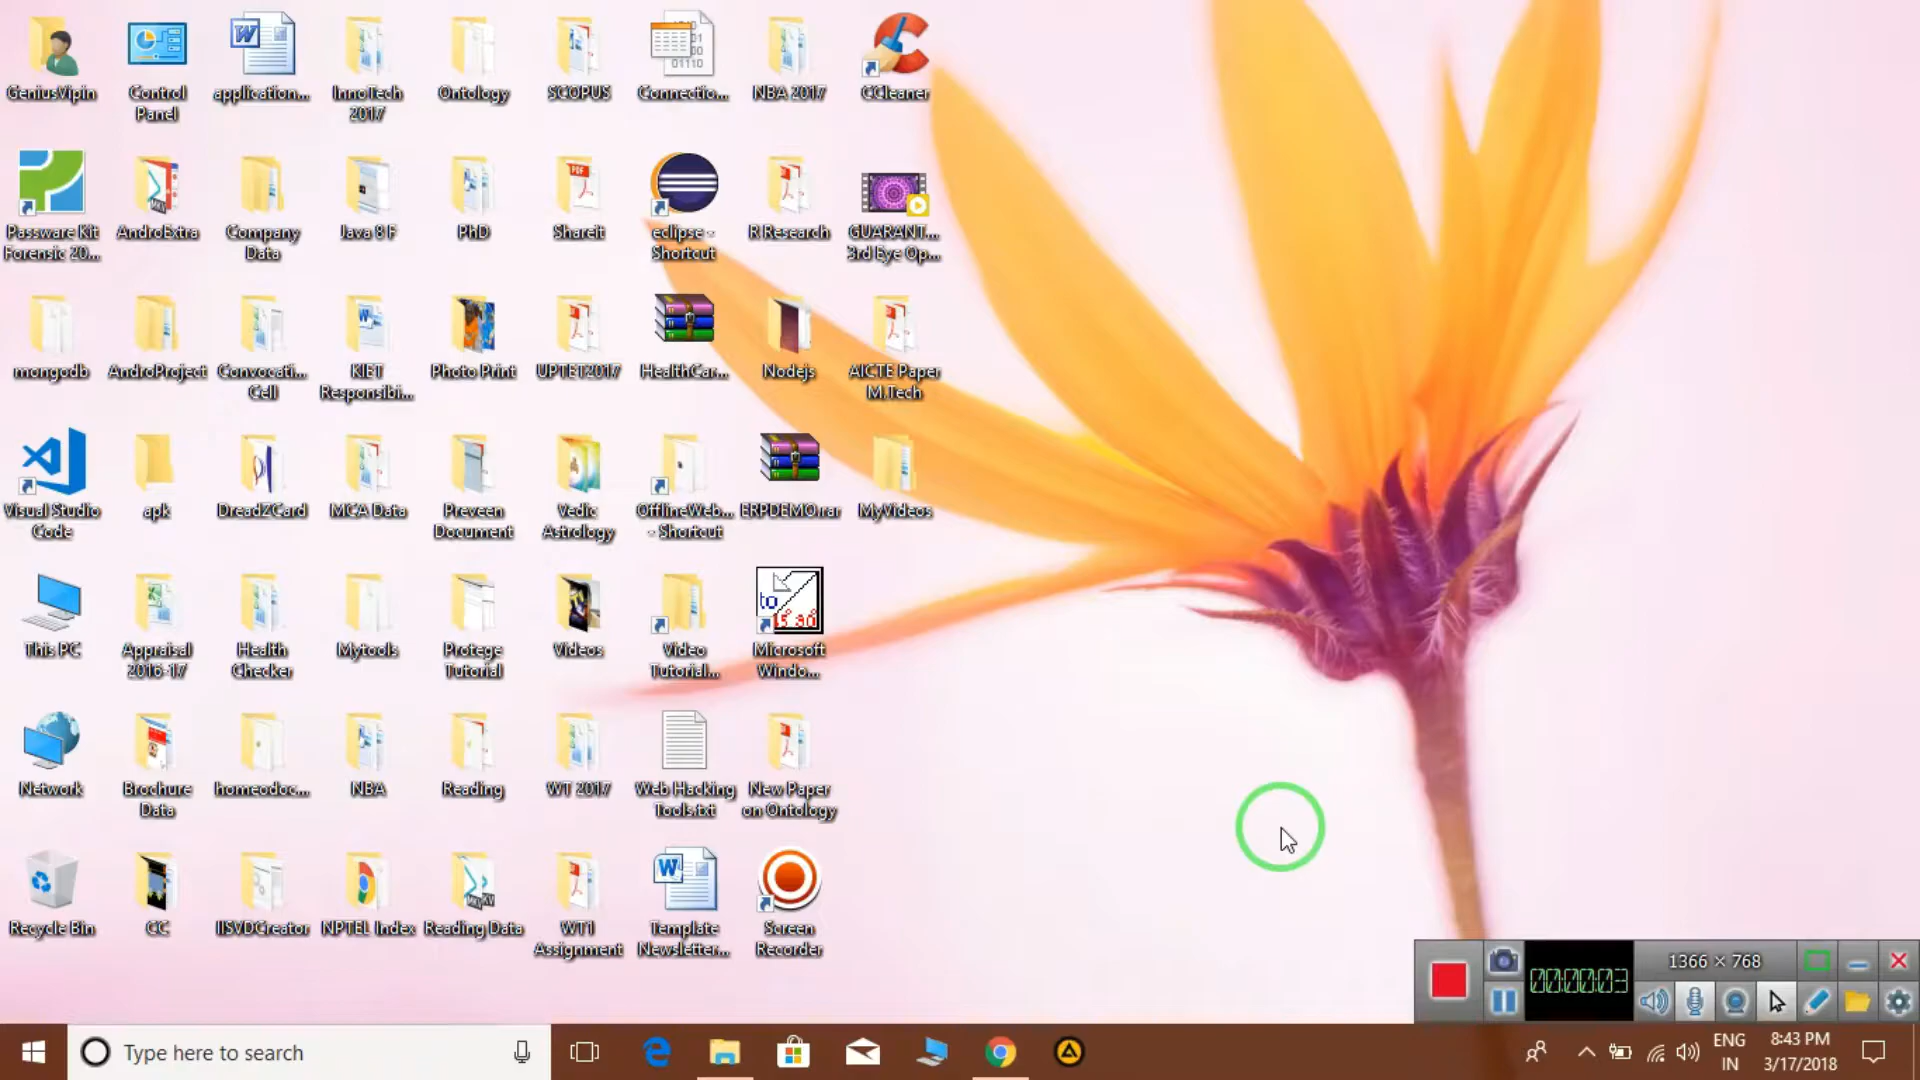 GeniusVipin
Control
Panel
application...
InnoTech
2017
Ontology
SCOPUS
Connectio...
NBA 2017
CCleaner
Passware Kit
Forensic 20...
AndroExtra
Company
Data
Java 8 F
PhD
Shareit
eclipse -
Shortcut
R Research
GUARANT...
3rd Eye Op...
mongodb
AndroProject
Convocati...
Cell
KIET
Responsibi...
Photo Print
UPTET2017
HealthCar...
Nodejs
AICTE Paper
M.Tech
Visual Studio
Code
apk
DreadZCard
MCA Data
Preveen
Document
Vedic
Astrology
OfflineWeb...
- Shortcut
ERPDEMO.rar
MyVideos
This PC
Appraisal
2016-17
Health
Checker
Mytools
Protege
Tutorial
Videos
Video
Tutorial...
Microsoft
Windo...
Network
Brochure
Data
homeodoc...
NBA
Reading
WT 2017
Web Hacking
Tools.txt
New Paper
on Ontology
Recycle Bin
CC
IISVDCreator
NPTEL Index
Reading Data
WT1
Assignment
Template
Newsletter...
Screen
Recorder
00:00:03
1366 × 768
Type here to search
ENG
IN
8:43 PM
3/17/2018